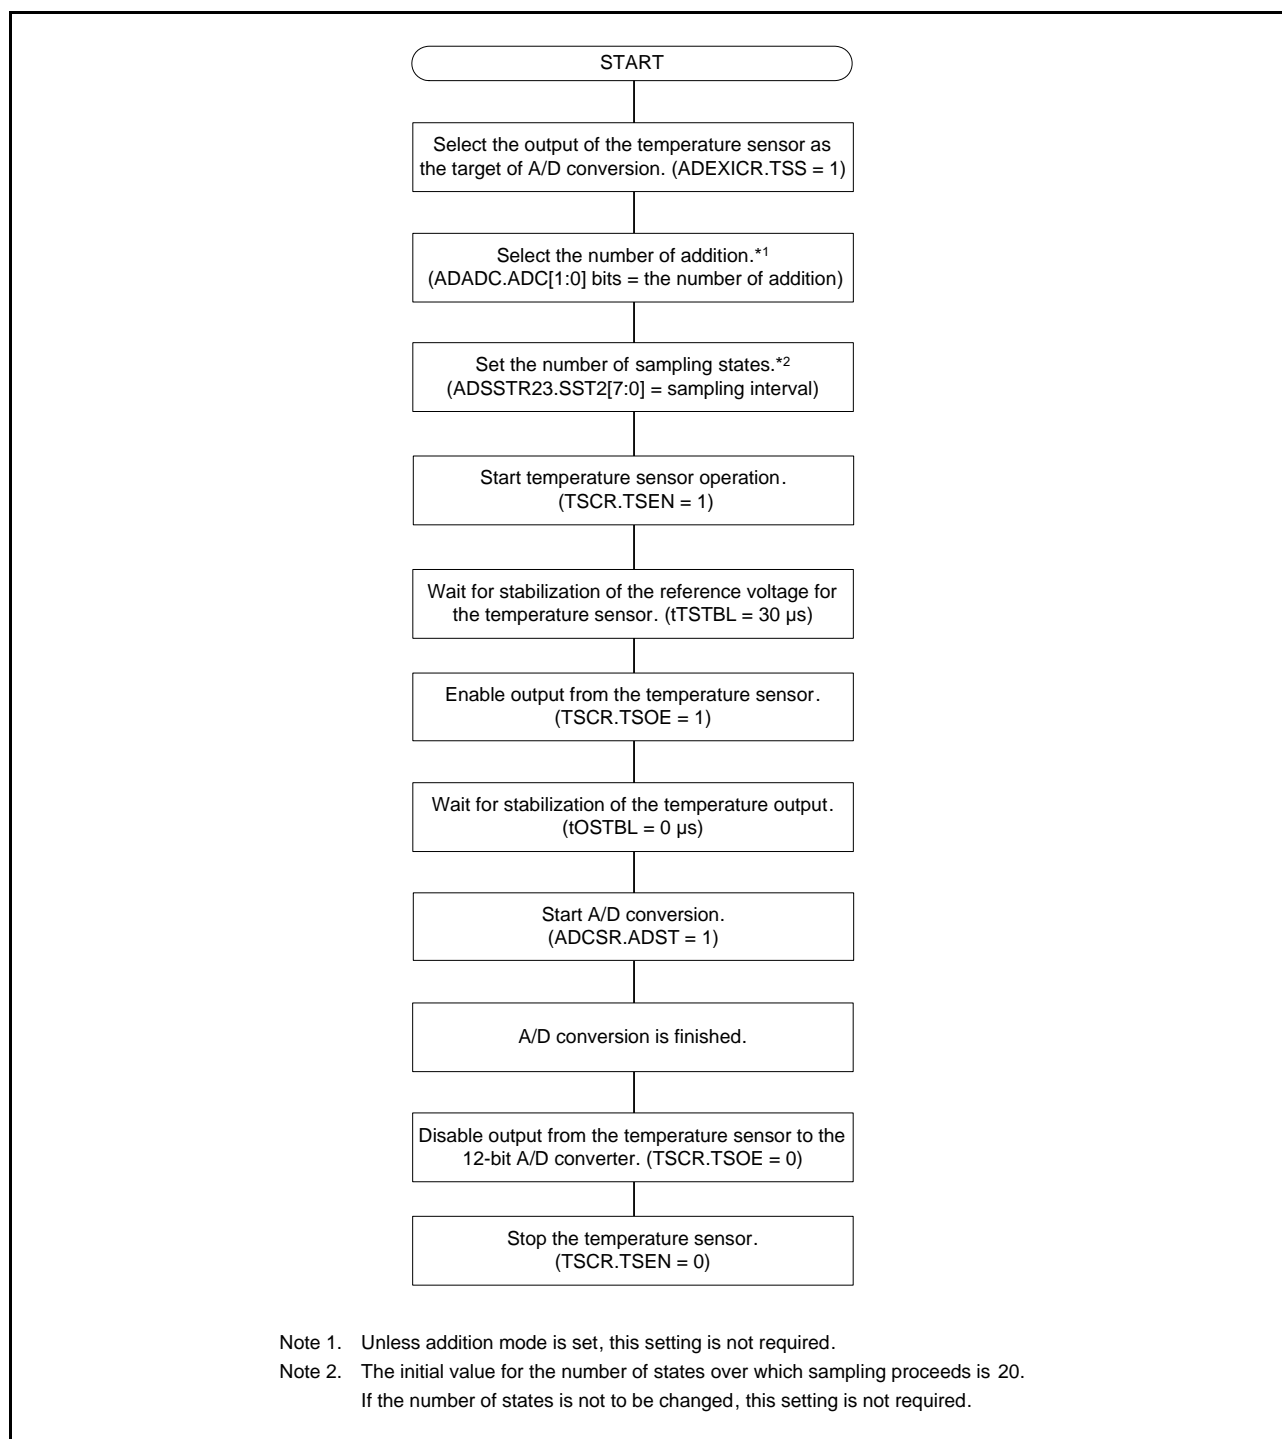 START
Select the output of the temperature sensor as
the target of A/D conversion. (ADEXICR.TSS = 1)
Select the number of addition.*1
(ADADC.ADC[1:0] bits = the number of addition)
Set the number of sampling states.*2
(ADSSTR23.SST2[7:0] = sampling interval)
Start temperature sensor operation.
(TSCR.TSEN = 1)
Wait for stabilization of the reference voltage for
the temperature sensor. (tTSTBL = 30 µs)
Enable output from the temperature sensor.
(TSCR.TSOE = 1)
Wait for stabilization of the temperature output.
(tOSTBL = 0 µs)
Start A/D conversion.
(ADCSR.ADST = 1)
A/D conversion is finished.
Disable output from the temperature sensor to the
12-bit A/D converter. (TSCR.TSOE = 0)
Stop the temperature sensor.
(TSCR.TSEN = 0)
Note 1. Unless addition mode is set, this setting is not required.
Note 2. The initial value for the number of states over which sampling proceeds is 20.
If the number of states is not to be changed, this setting is not required.